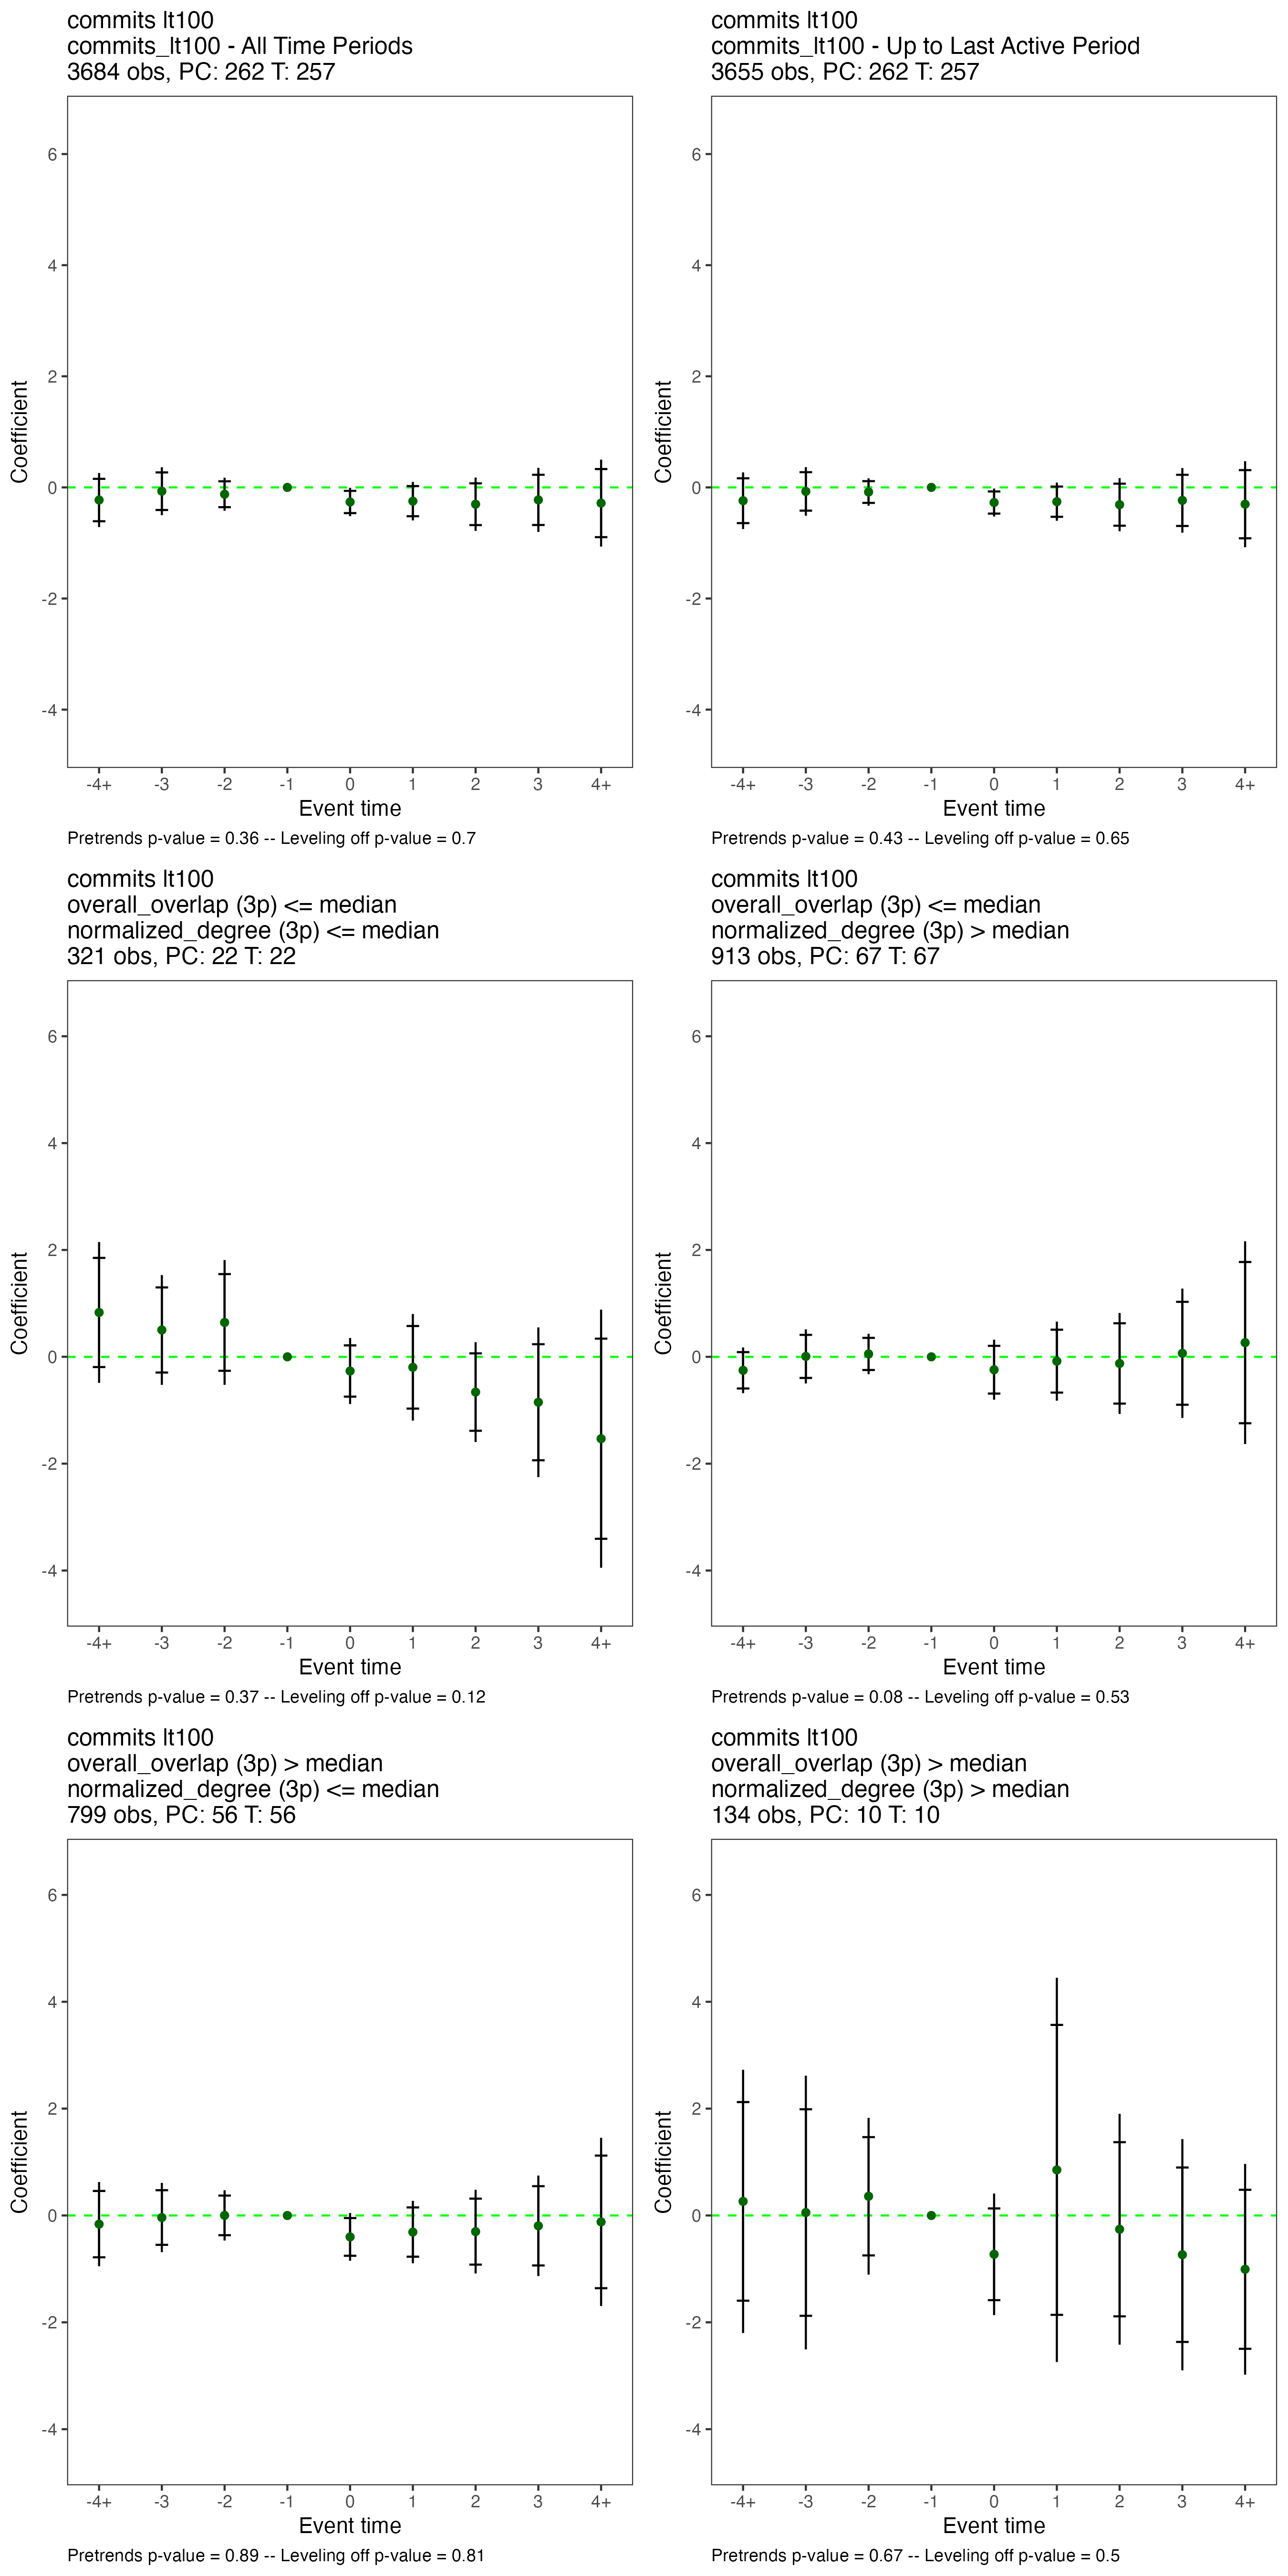 commits lt100
commits_lt100 - All Time Periods
3684 obs, PC: 262 T: 257
6
4
2
0
-2
-4
Coefficient
-4+ -3 -2 -1 0 1 2 3 4+
Event time
Pretrends p-value = 0.36 -- Leveling off p-value = 0.7
commits lt100
commits_lt100 - Up to Last Active Period
3655 obs, PC: 262 T: 257
6
4
2
0
-2
-4
Coefficient
-4+ -3 -2 -1 0 1 2 3 4+
Event time
Pretrends p-value = 0.43 -- Leveling off p-value = 0.65
commits lt100
overall_overlap (3p) <= median
normalized_degree (3p) <= median
321 obs, PC: 22 T: 22
6
4
2
0
-2
-4
Coefficient
-4+ -3 -2 -1 0 1 2 3 4+
Event time
Pretrends p-value = 0.37 -- Leveling off p-value = 0.12
commits lt100
overall_overlap (3p) <= median
normalized_degree (3p) > median
913 obs, PC: 67 T: 67
6
4
2
0
-2
-4
Coefficient
-4+ -3 -2 -1 0 1 2 3 4+
Event time
Pretrends p-value = 0.08 -- Leveling off p-value = 0.53
commits lt100
overall_overlap (3p) > median
normalized_degree (3p) <= median
799 obs, PC: 56 T: 56
6
4
2
0
-2
-4
Coefficient
-4+ -3 -2 -1 0 1 2 3 4+
Event time
Pretrends p-value = 0.89 -- Leveling off p-value = 0.81
commits lt100
overall_overlap (3p) > median
normalized_degree (3p) > median
134 obs, PC: 10 T: 10
6
4
2
0
-2
-4
Coefficient
-4+ -3 -2 -1 0 1 2 3 4+
Event time
Pretrends p-value = 0.67 -- Leveling off p-value = 0.5